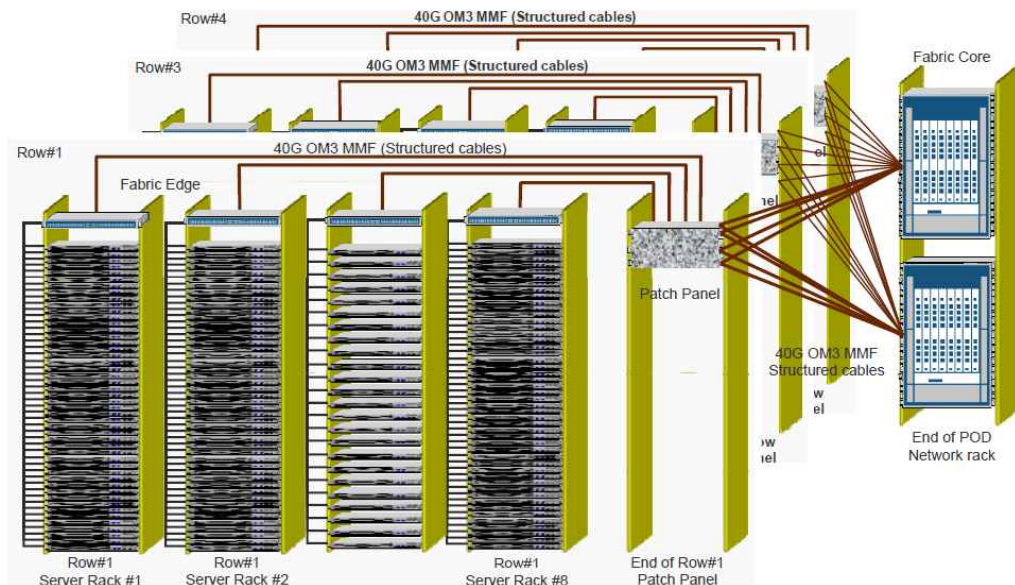 Row#4
40G OM3 MMF (Structured cables)
Row#3
40G OM3 MMF (Structured cables)
Fabric Core
Row#1
40G OM3 MMF (Structured cables)
Fabric Edge
Patch Panel
40G OM3 MMF
Structured cables
End of POD
Network rack
Row#1
Server Rack #1
Row#1
Server Rack #2
Row#1
Server Rack #8
End of Row#1
Patch Panel